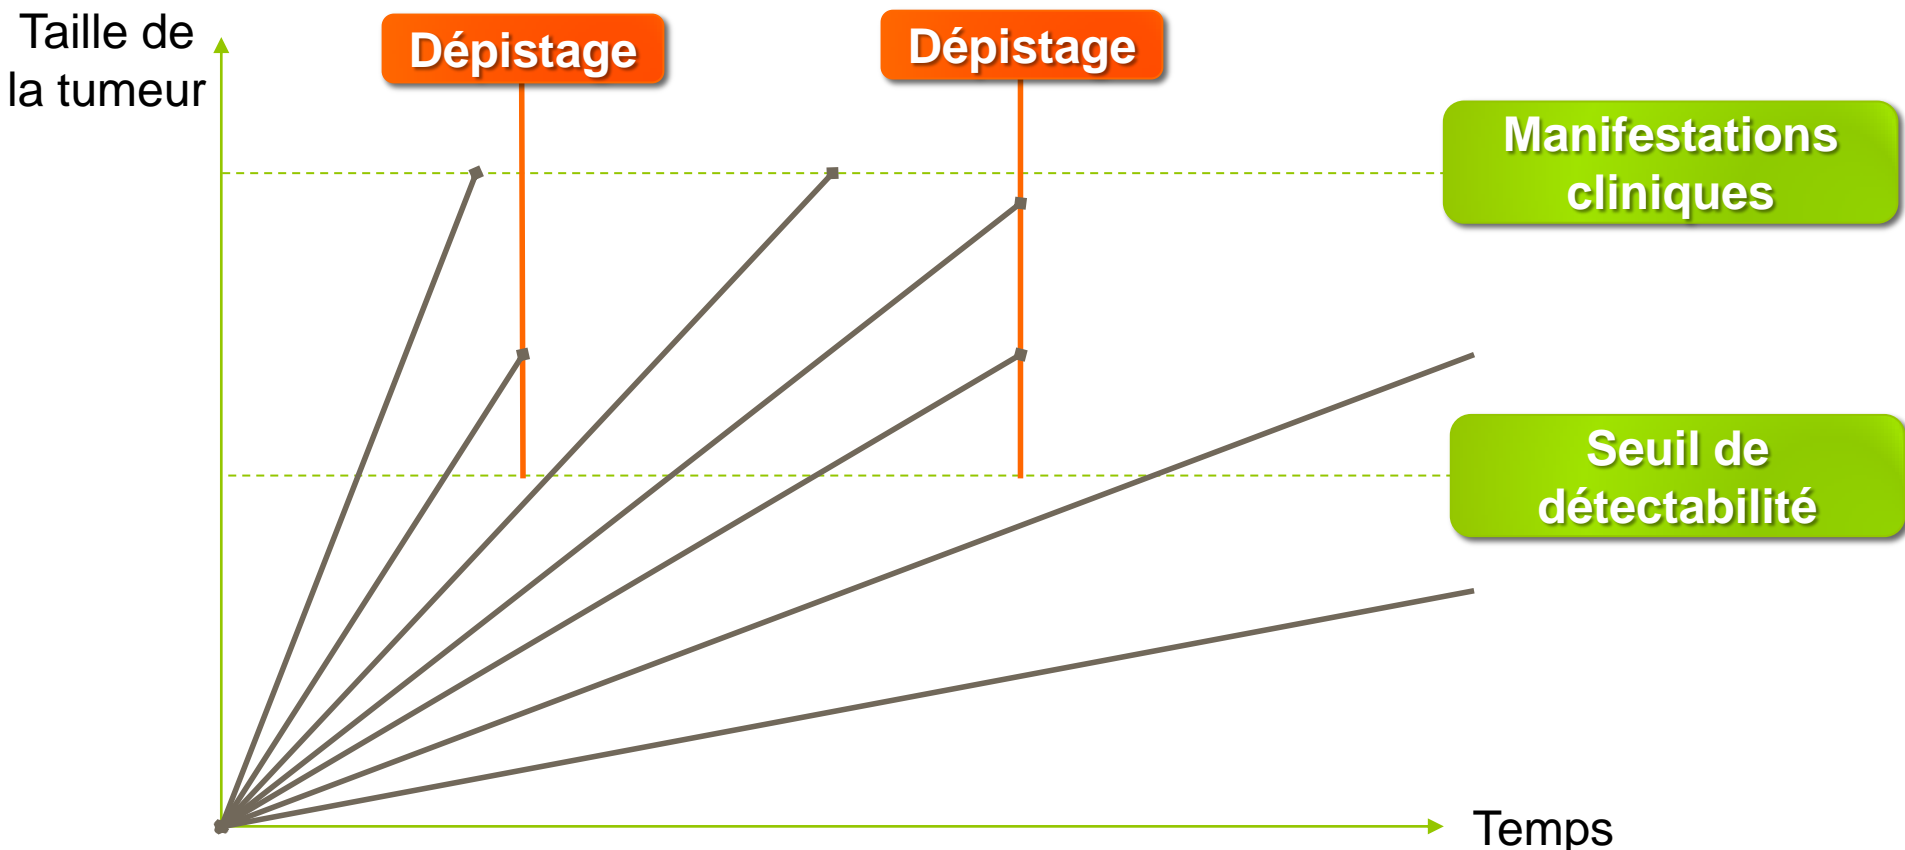 Taille de
la tumeur
Dépistage
Dépistage
Manifestations
cliniques
Seuil de
détectabilité
Temps